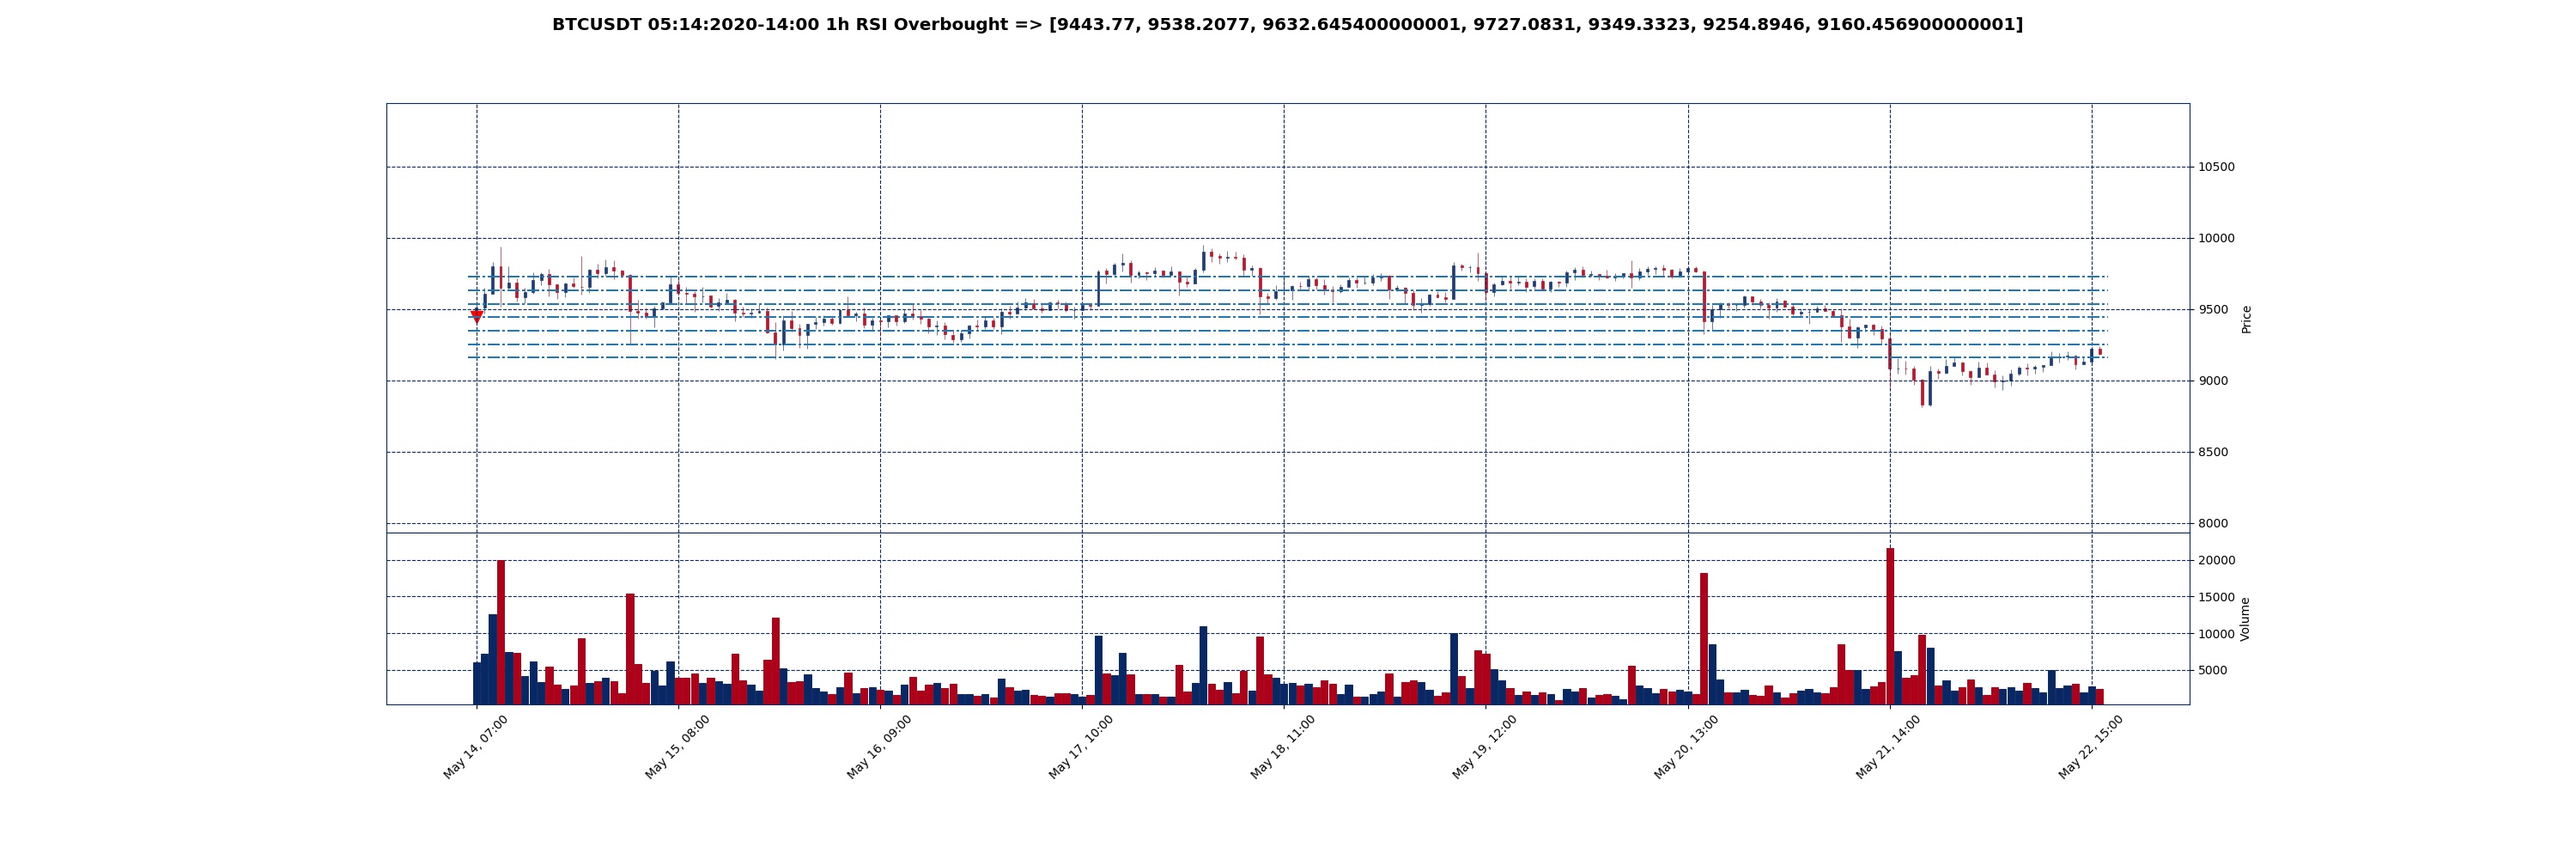 BTCUSDT 05:14:2020-14:00 1h RSI Overbought => [9443.77, 9538.2077, 9632.645400000001, 9727.0831, 9349.3323, 9254.8946, 9160.456900000001]
10500
10000
9500
9000
8500
8000
Price
20000
15000
10000
5000
Volume
May 14, 07:00
May 15, 08:00
May 16, 09:00
May 17, 10:00
May 18, 11:00
May 19, 12:00
May 20, 13:00
May 21, 14:00
May 22, 15:00